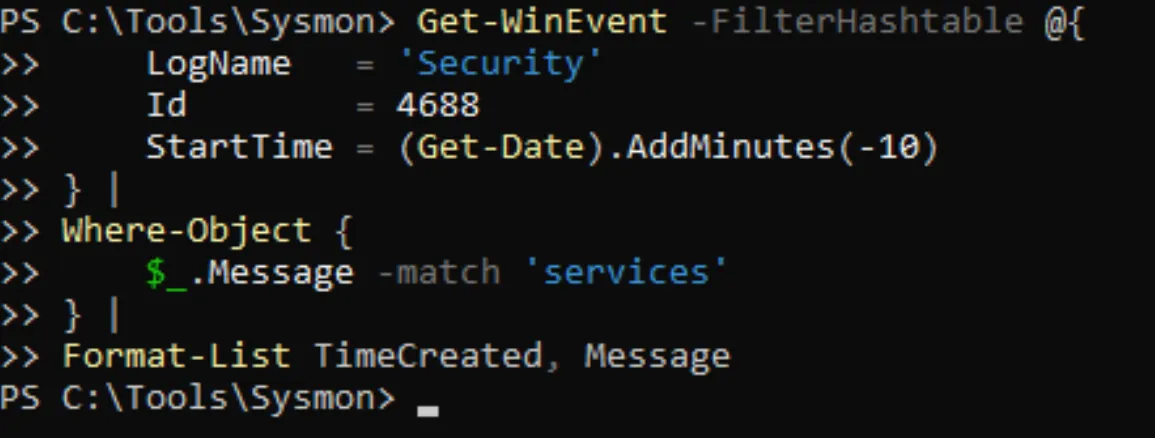 PS C:\Tools\Sysmon> Get-WinEvent -FilterHashtable @{
>>     LogName   = 'Security'
>>     Id        = 4688
>>     StartTime = (Get-Date).AddMinutes(-10)
>> } |
>> Where-Object {
>>     $_.Message -match 'services'
>> } |
>> Format-List TimeCreated, Message
PS C:\Tools\Sysmon> _